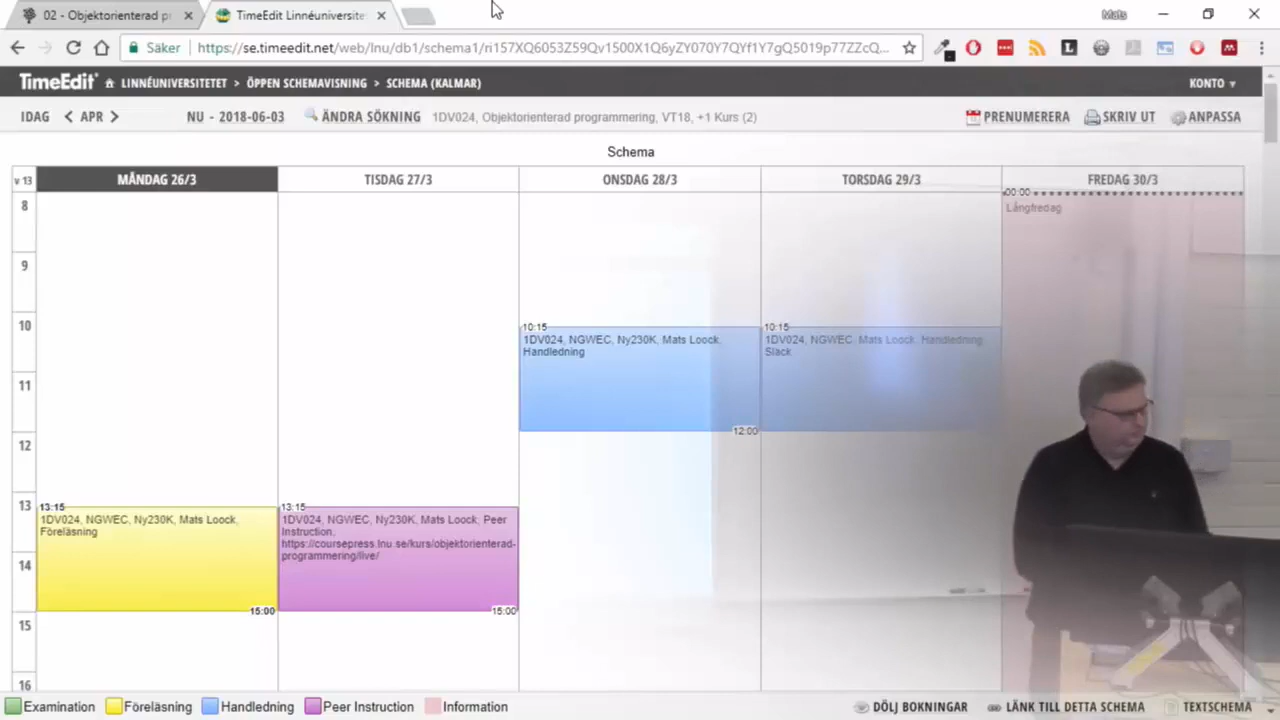 02 - Objektorienterad p
TimeEdit Linnéuniversite
Mats
Säker
https://se.timeedit.net/web/lnu/db1/schema1/n157XQ6053Z59Qv1500X1Q6yZY070Y7QYf1Y7gQ5019p77ZZcQ...
TimeEdit
LINNÉUNIVERSITETET > ÖPPEN SCHEMAVISNING > SCHEMA (KALMAR)
KONTO
IDAG < APR > NU - 2018-06-03 ÄNDRA SÖKNING 1DV024, Objektorienterad programmering, VT18, +1 Kurs (2)
PRENUMERERA SKRIV UT ANPASSA
Schema
v 13 MÅNDAG 26/3 TISDAG 27/3 ONSDAG 28/3 TORSDAG 29/3 FREDAG 30/3
00:00
Långfredag
8
9
10
11
12
13
14
15
16
10:15
1DV024, NGWEC, Ny230K, Mats Loock,
Handledning
12:00
10:15
1DV024, NGWEC, Mats Loock, Handledning
Slack
13:15
1DV024, NGWEC, Ny230K, Mats Loock,
Föreläsning
15:00
13:15
1DV024, NGWEC, Ny230K, Mats Loock, Peer
Instruction,
https://coursepress.lnu.se/kurs/objektorienterad-
programmering/live/
15:00
Examination Föreläsning Handledning Peer Instruction Information
DÖLJ BOKNINGAR LÄNK TILL DETTA SCHEMA TEXTSCHEMA